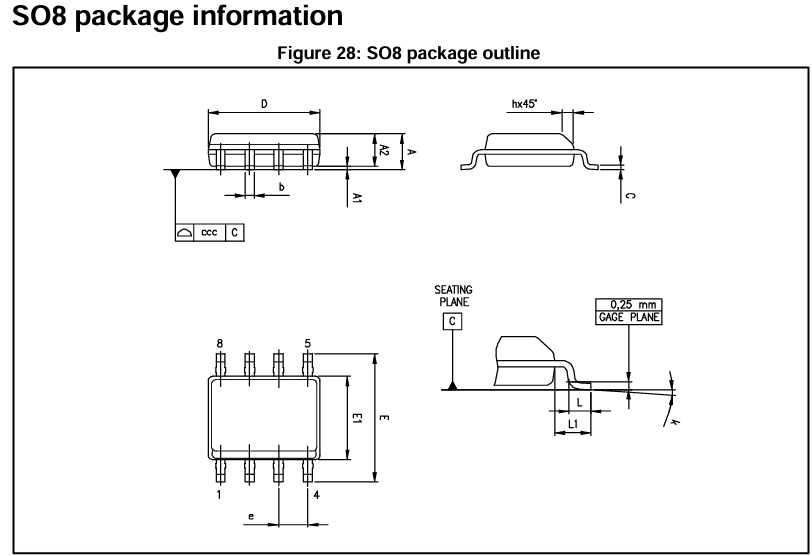 SO8 package information
Figure 28: SO8 package outline
D
hx45°
A2
A
b
A1
C
ccc C
SEATING
PLANE
C
0,25 mm
GAGE PLANE
8 5
E1
E
L
L1
k
1 4
e